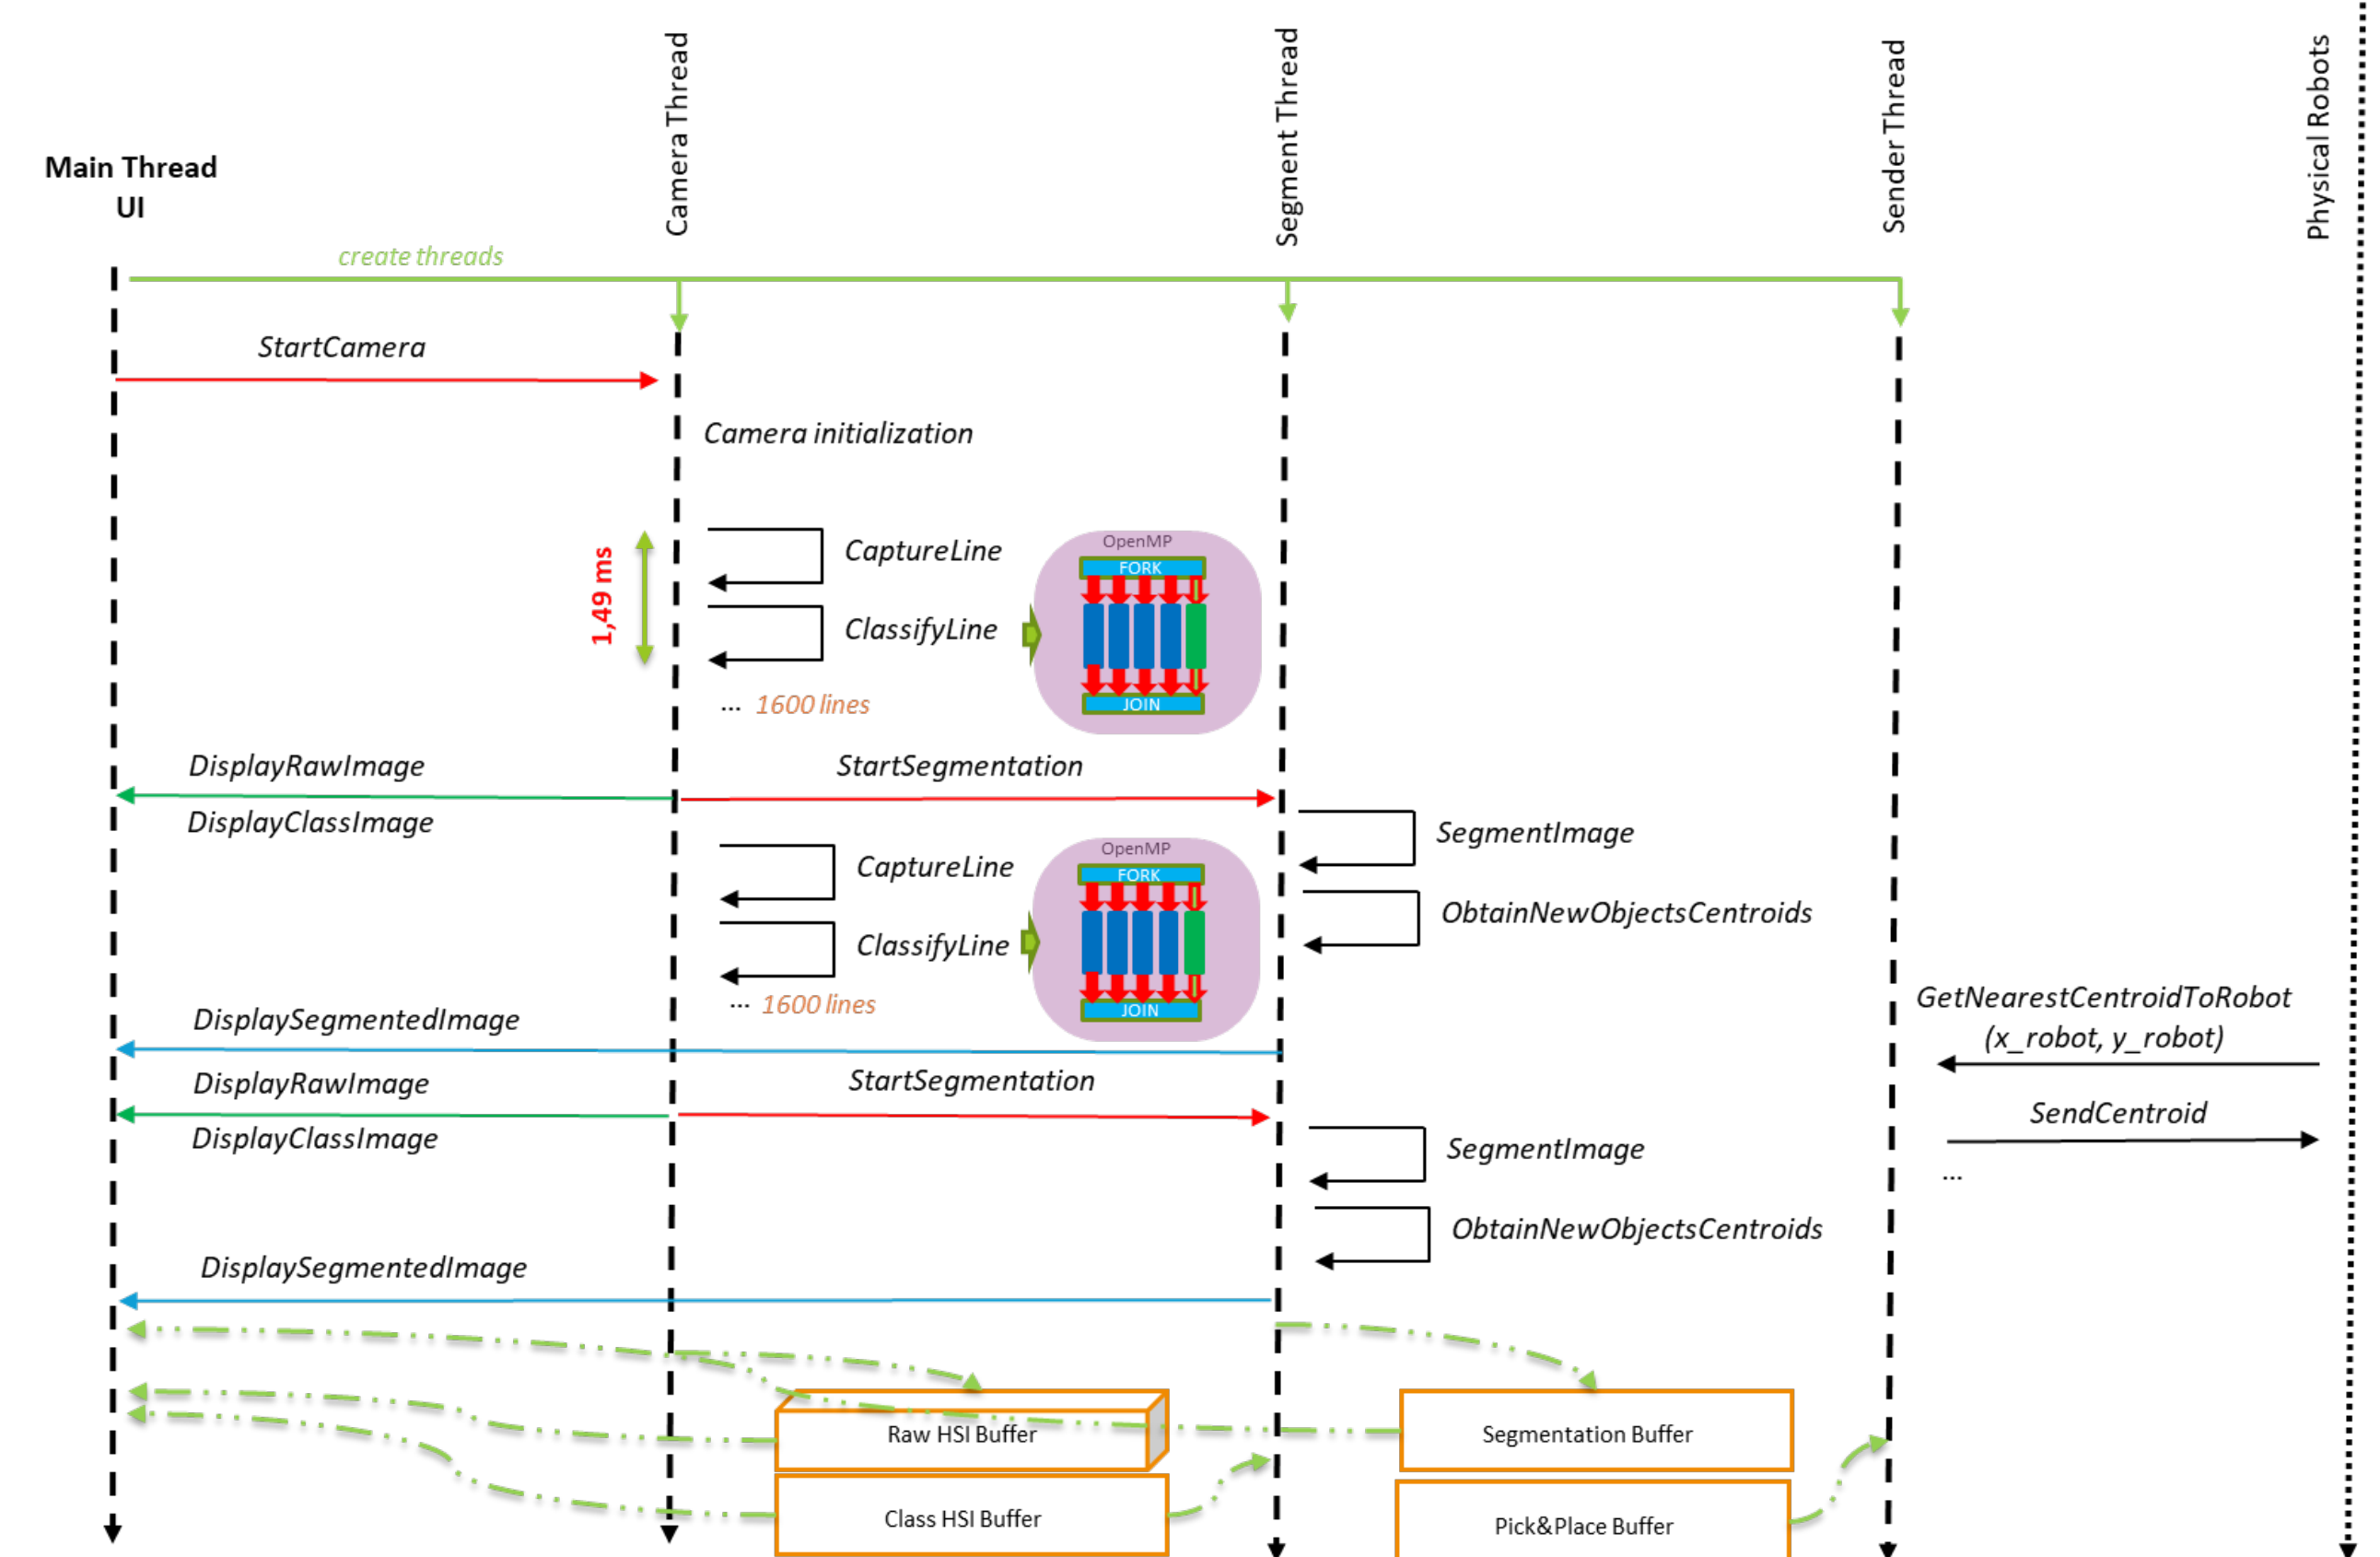 Main Thread
UI
Camera Thread
Segment Thread
Sender Thread
Physical Robots
create threads
StartCamera
Camera initialization
1,49 ms
CaptureLine
ClassifyLine
... 1600 lines
OpenMP
FORK
JOIN
DisplayRawImage
DisplayClassImage
StartSegmentation
SegmentImage
ObtainNewObjectsCentroids
CaptureLine
ClassifyLine
... 1600 lines
OpenMP
FORK
JOIN
GetNearestCentroidToRobot
(x_robot, y_robot)
SendCentroid
...
DisplaySegmentedImage
DisplayRawImage
DisplayClassImage
StartSegmentation
SegmentImage
ObtainNewObjectsCentroids
DisplaySegmentedImage
Raw HSI Buffer
Segmentation Buffer
Class HSI Buffer
Pick&Place Buffer